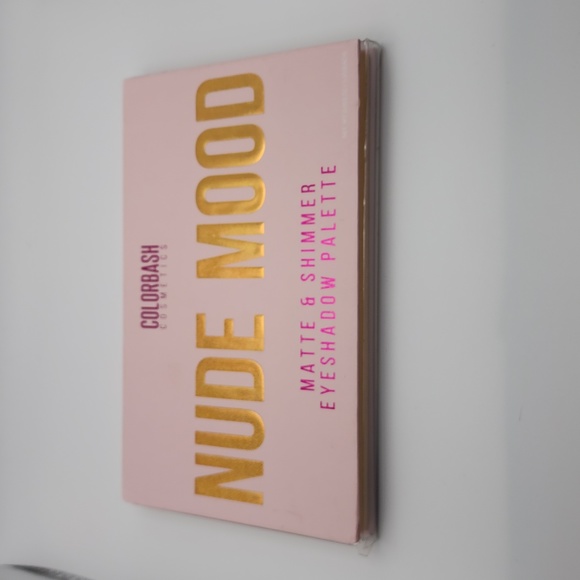 COLORBASH
COSMETICS
NUDE MOOD
MATTE & SHIMMER
EYESHADOW PALETTE